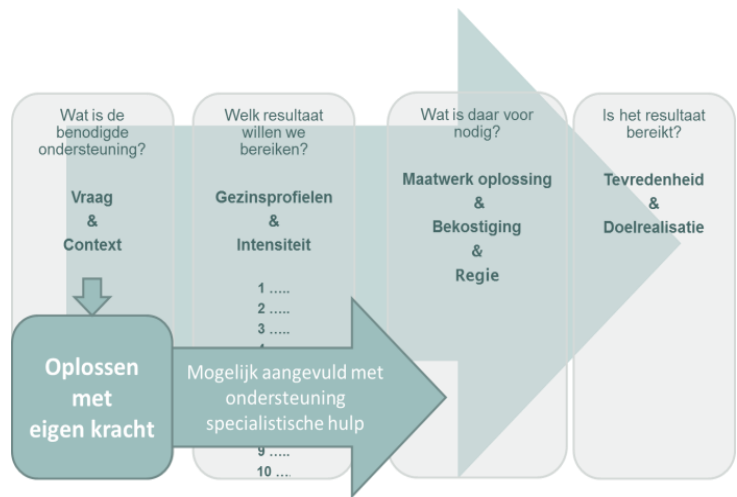 Wat is de
benodigde
ondersteuning?
Vraag
&
Context
Oplossen
met
eigen kracht
Welk resultaat
willen we
bereiken?
Gezinsprofielen
&
Intensiteit
1 .....
2 .....
3 .....
Mogelijk aangevuld met
ondersteuning
specialistische hulp
9 .....
10 ....
Wat is daar voor
nodig?
Maatwerk oplossing
&
Bekostiging
&
Regie
Is het resultaat
bereikt?
Tevredenheid
&
Doelrealisatie